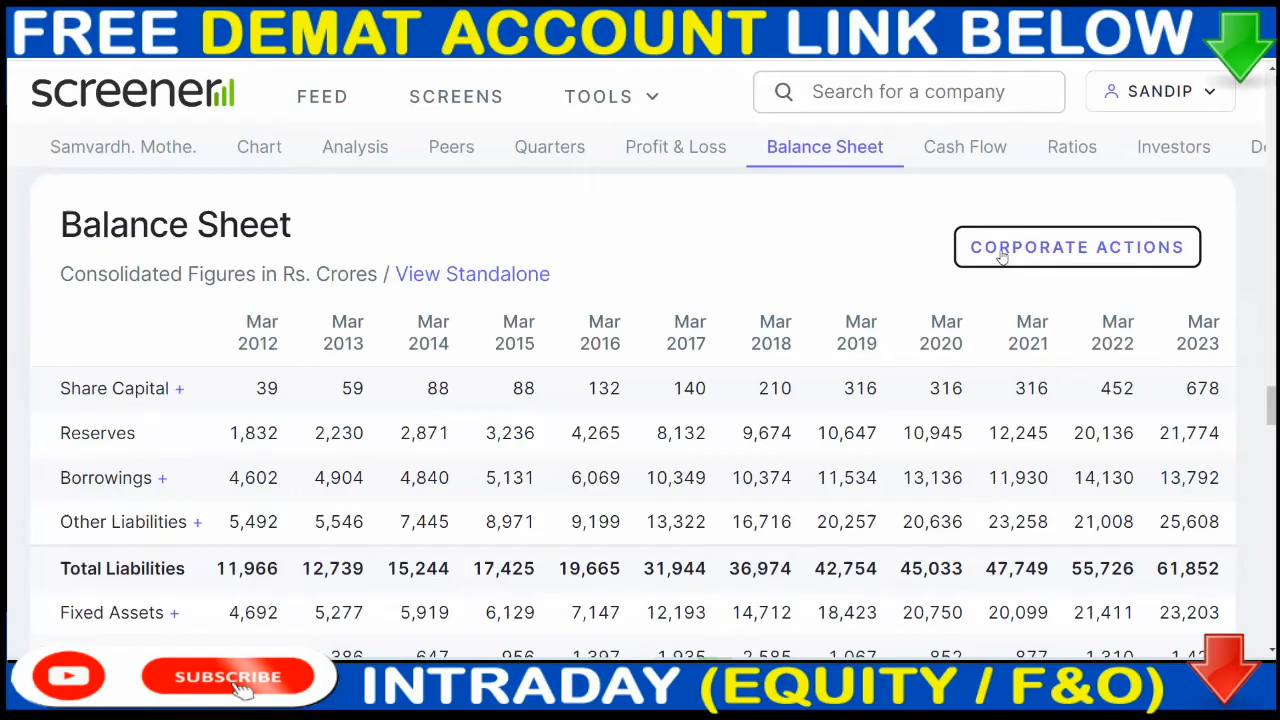 FREE DEMAT ACCOUNT LINK BELOW
screener FEED SCREENS TOOLS Search for a company SANDIP
Samvardh. Mothe. Chart Analysis Peers Quarters Profit & Loss Balance Sheet Cash Flow Ratios Investors
Balance Sheet
CORPORATE ACTIONS
Consolidated Figures in Rs. Crores / View Standalone
Mar Mar Mar Mar Mar Mar Mar Mar Mar Mar Mar Mar
2012 2013 2014 2015 2016 2017 2018 2019 2020 2021 2022 2023
Share Capital + 39 59 88 88 132 140 210 316 316 316 452 678
Reserves 1,832 2,230 2,871 3,236 4,265 8,132 9,674 10,647 10,945 12,245 20,136 21,774
Borrowings + 4,602 4,904 4,840 5,131 6,069 10,349 10,374 11,534 13,136 11,930 14,130 13,792
Other Liabilities + 5,492 5,546 7,445 8,971 9,199 13,322 16,716 20,257 20,636 23,258 21,008 25,608
Total Liabilities 11,966 12,739 15,244 17,425 19,665 31,944 36,974 42,754 45,033 47,749 55,726 61,852
Fixed Assets + 4,692 5,277 5,919 6,129 7,147 12,193 14,712 18,423 20,750 20,099 21,411 23,203
SUBSCRIBE
INTRADAY (EQUITY / F&O)